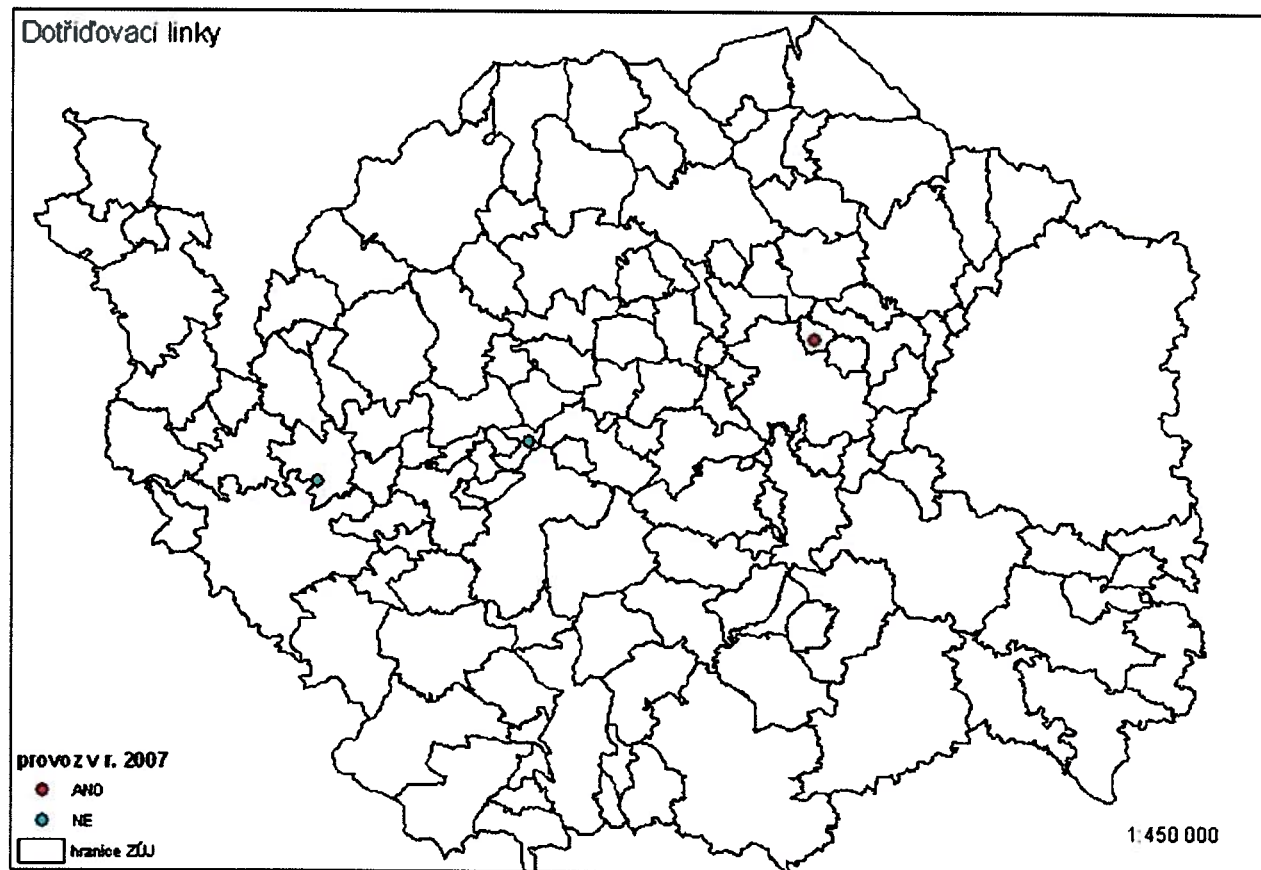 Dotřiďovací linky
provoz v r. 2007
ANO
NE
hranice ZÚJ
1:450 000